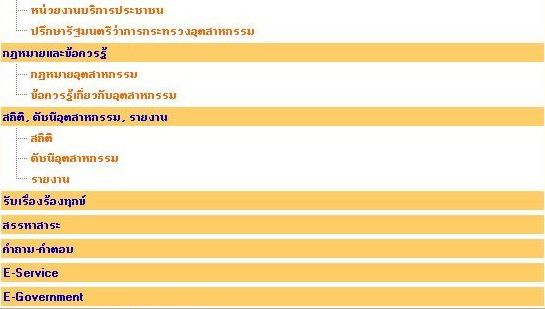 หน่วยงานบริการประชาชน
ปรึกษารัฐมนตรีว่าการกระทรวงอุตสาหกรรม
กฎหมายและข้อควรรู้
กฎหมายอุตสาหกรรม
ข้อควรรู้เกี่ยวกับอุตสาหกรรม
สถิติ, ดัชนีอุตสาหกรรม, รายงาน
สถิติ
ดัชนีอุตสาหกรรม
รายงาน
รับเรื่องร้องทุกข์
สรรหาสาระ
คำถาม-คำตอบ
E-Service
E-Government